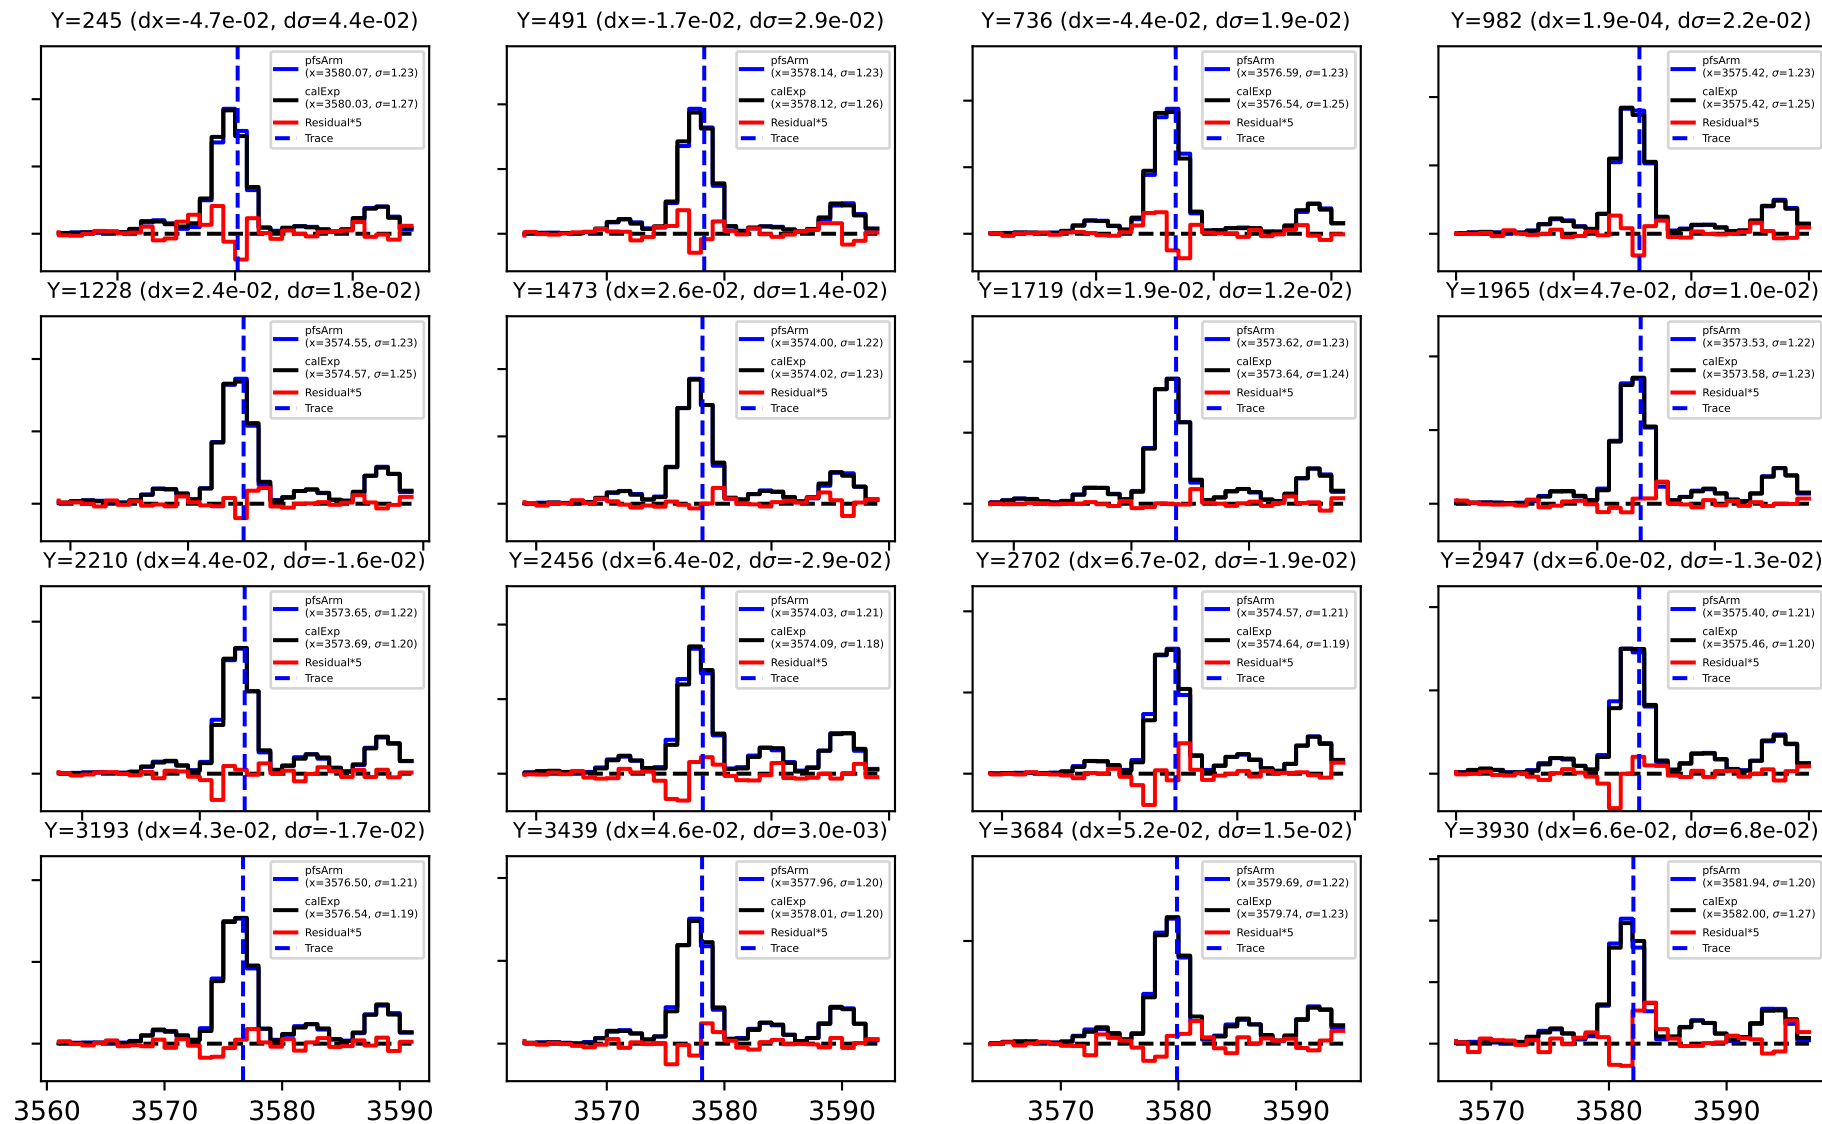 Y=245 (dx=-4.7e-02, dσ=4.4e-02)
pfsArm
(x=3580.07, σ=1.23)
calExp
(x=3580.03, σ=1.27)
Residual*5
Trace
Y=491 (dx=-1.7e-02, dσ=2.9e-02)
pfsArm
(x=3578.14, σ=1.23)
calExp
(x=3578.12, σ=1.26)
Residual*5
Trace
Y=736 (dx=-4.4e-02, dσ=1.9e-02)
pfsArm
(x=3576.59, σ=1.23)
calExp
(x=3576.54, σ=1.25)
Residual*5
Trace
Y=982 (dx=1.9e-04, dσ=2.2e-02)
pfsArm
(x=3575.42, σ=1.23)
calExp
(x=3575.42, σ=1.25)
Residual*5
Trace
Y=1228 (dx=2.4e-02, dσ=1.8e-02)
pfsArm
(x=3574.55, σ=1.23)
calExp
(x=3574.57, σ=1.25)
Residual*5
Trace
Y=1473 (dx=2.6e-02, dσ=1.4e-02)
pfsArm
(x=3574.00, σ=1.22)
calExp
(x=3574.02, σ=1.23)
Residual*5
Trace
Y=1719 (dx=1.9e-02, dσ=1.2e-02)
pfsArm
(x=3573.62, σ=1.23)
calExp
(x=3573.64, σ=1.24)
Residual*5
Trace
Y=1965 (dx=4.7e-02, dσ=1.0e-02)
pfsArm
(x=3573.53, σ=1.22)
calExp
(x=3573.58, σ=1.23)
Residual*5
Trace
Y=2210 (dx=4.4e-02, dσ=-1.6e-02)
pfsArm
(x=3573.65, σ=1.22)
calExp
(x=3573.69, σ=1.20)
Residual*5
Trace
Y=2456 (dx=6.4e-02, dσ=-2.9e-02)
pfsArm
(x=3574.03, σ=1.21)
calExp
(x=3574.09, σ=1.18)
Residual*5
Trace
Y=2702 (dx=6.7e-02, dσ=-1.9e-02)
pfsArm
(x=3574.57, σ=1.21)
calExp
(x=3574.64, σ=1.19)
Residual*5
Trace
Y=2947 (dx=6.0e-02, dσ=-1.3e-02)
pfsArm
(x=3575.40, σ=1.21)
calExp
(x=3575.46, σ=1.20)
Residual*5
Trace
Y=3193 (dx=4.3e-02, dσ=-1.7e-02)
pfsArm
(x=3576.50, σ=1.21)
calExp
(x=3576.54, σ=1.19)
Residual*5
Trace
Y=3439 (dx=4.6e-02, dσ=3.0e-03)
pfsArm
(x=3577.96, σ=1.20)
calExp
(x=3578.01, σ=1.20)
Residual*5
Trace
Y=3684 (dx=5.2e-02, dσ=1.5e-02)
pfsArm
(x=3579.69, σ=1.22)
calExp
(x=3579.74, σ=1.23)
Residual*5
Trace
Y=3930 (dx=6.6e-02, dσ=6.8e-02)
pfsArm
(x=3581.94, σ=1.20)
calExp
(x=3582.00, σ=1.27)
Residual*5
Trace
3560 3570 3580 3590
3570 3580 3590
3570 3580 3590
3570 3580 3590